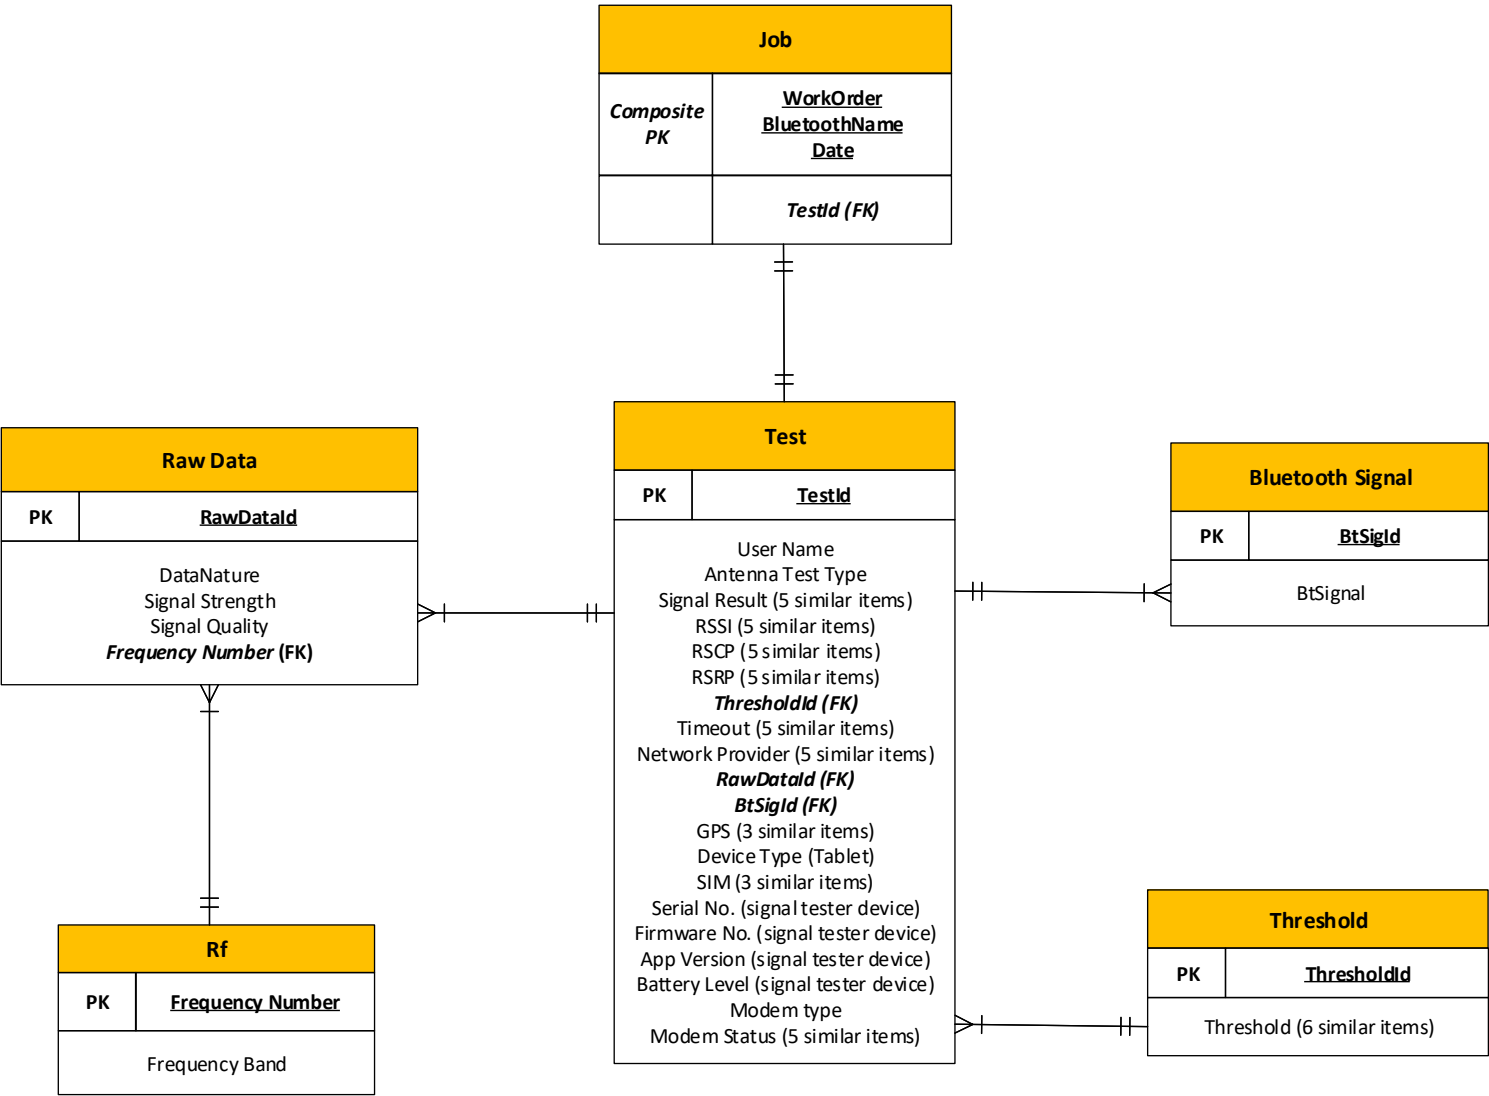 Job
Composite
PK
WorkOrder
BluetoothName
Date
TestId (FK)
Raw Data
PK
RawDataId
DataNature
Signal Strength
Signal Quality
Frequency Number (FK)
Test
PK
TestId
User Name
Antenna Test Type
Signal Result (5 similar items)
RSSI (5 similar items)
RSCP (5 similar items)
RSRP (5 similar items)
ThresholdId (FK)
Timeout (5 similar items)
Network Provider (5 similar items)
RawDataId (FK)
BtSigId (FK)
GPS (3 similar items)
Device Type (Tablet)
SIM (3 similar items)
Serial No. (signal tester device)
Firmware No. (signal tester device)
App Version (signal tester device)
Battery Level (signal tester device)
Modem type
Modem Status (5 similar items)
Bluetooth Signal
PK
BtSigId
BtSignal
Rf
PK
Frequency Number
Frequency Band
Threshold
PK
ThresholdId
Threshold (6 similar items)